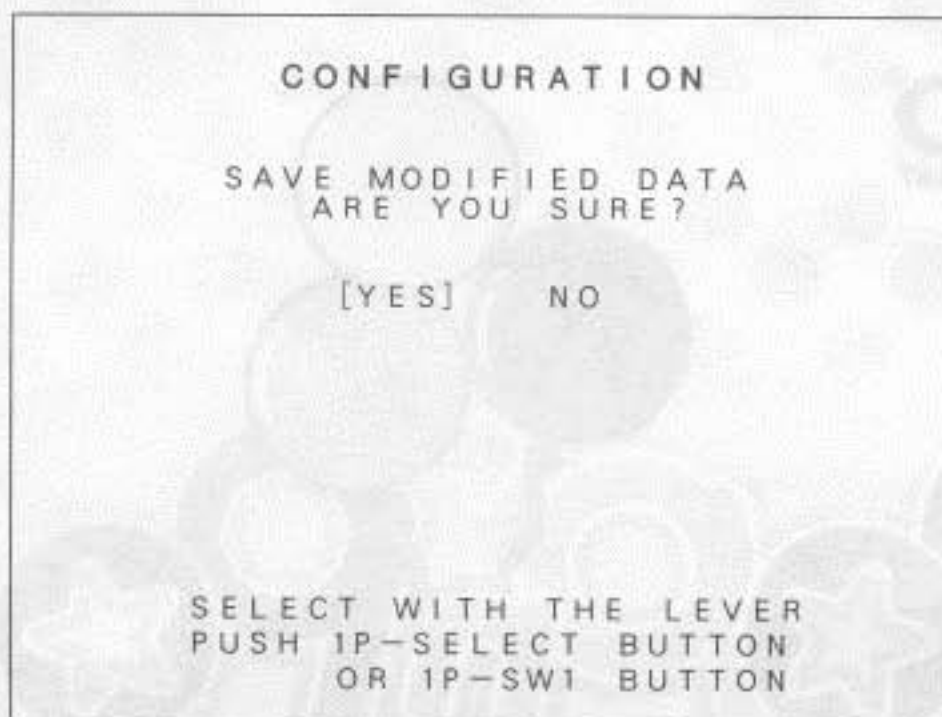 CONFIGURATION
SAVE MODIFIED DATA
ARE YOU SURE?
[YES] NO
SELECT WITH THE LEVER
PUSH 1P-SELECT BUTTON
OR 1P-SW1 BUTTON